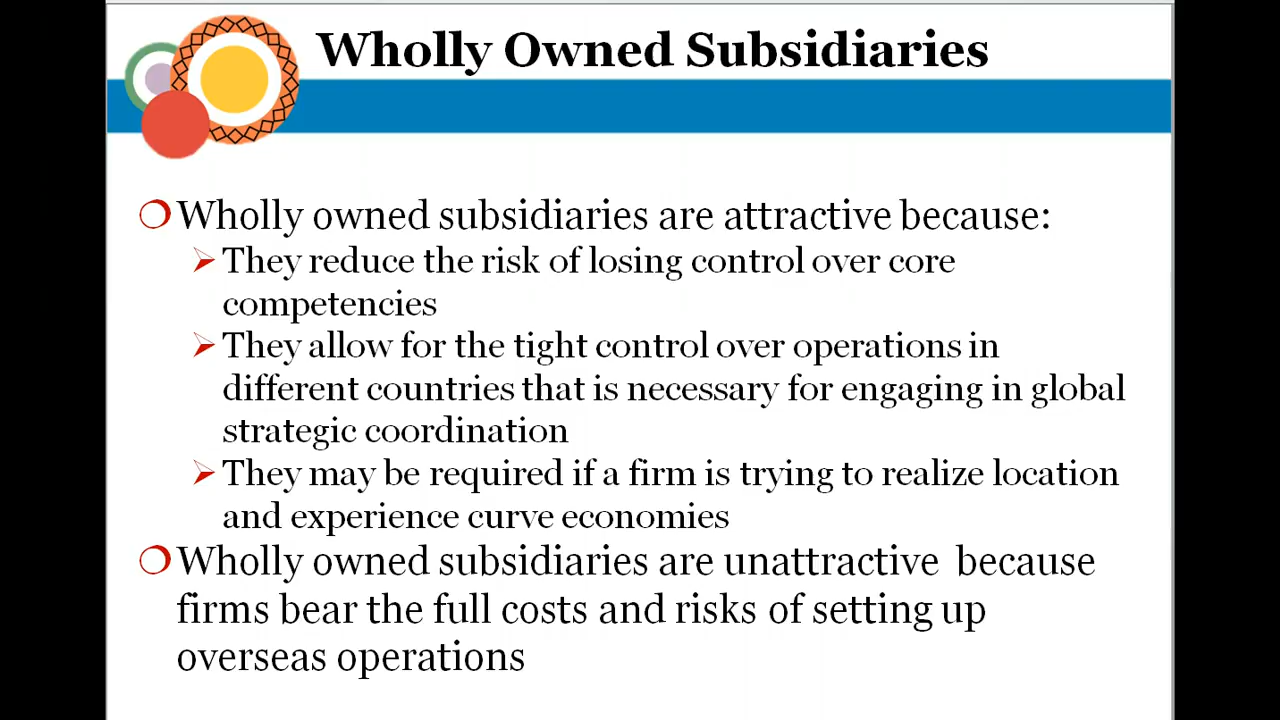 Wholly Owned Subsidiaries
Wholly owned subsidiaries are attractive because:
They reduce the risk of losing control over core
competencies
They allow for the tight control over operations in
different countries that is necessary for engaging in global
strategic coordination
They may be required if a firm is trying to realize location
and experience curve economies
Wholly owned subsidiaries are unattractive because
firms bear the full costs and risks of setting up
overseas operations